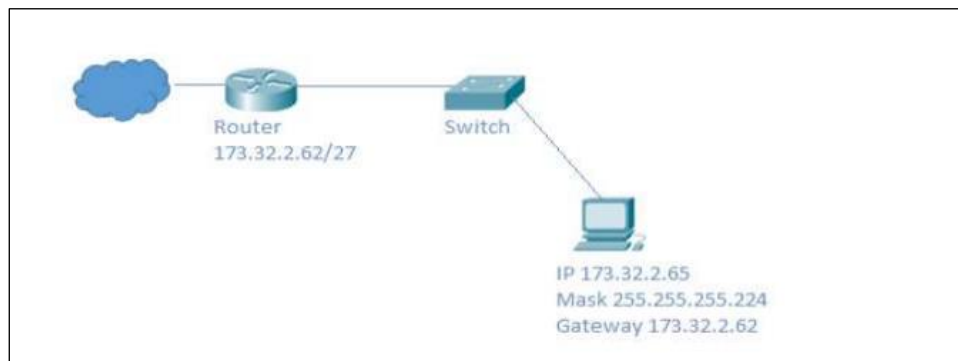 Router
173.32.2.62/27
Switch
IP 173.32.2.65
Mask 255.255.255.224
Gateway 173.32.2.62